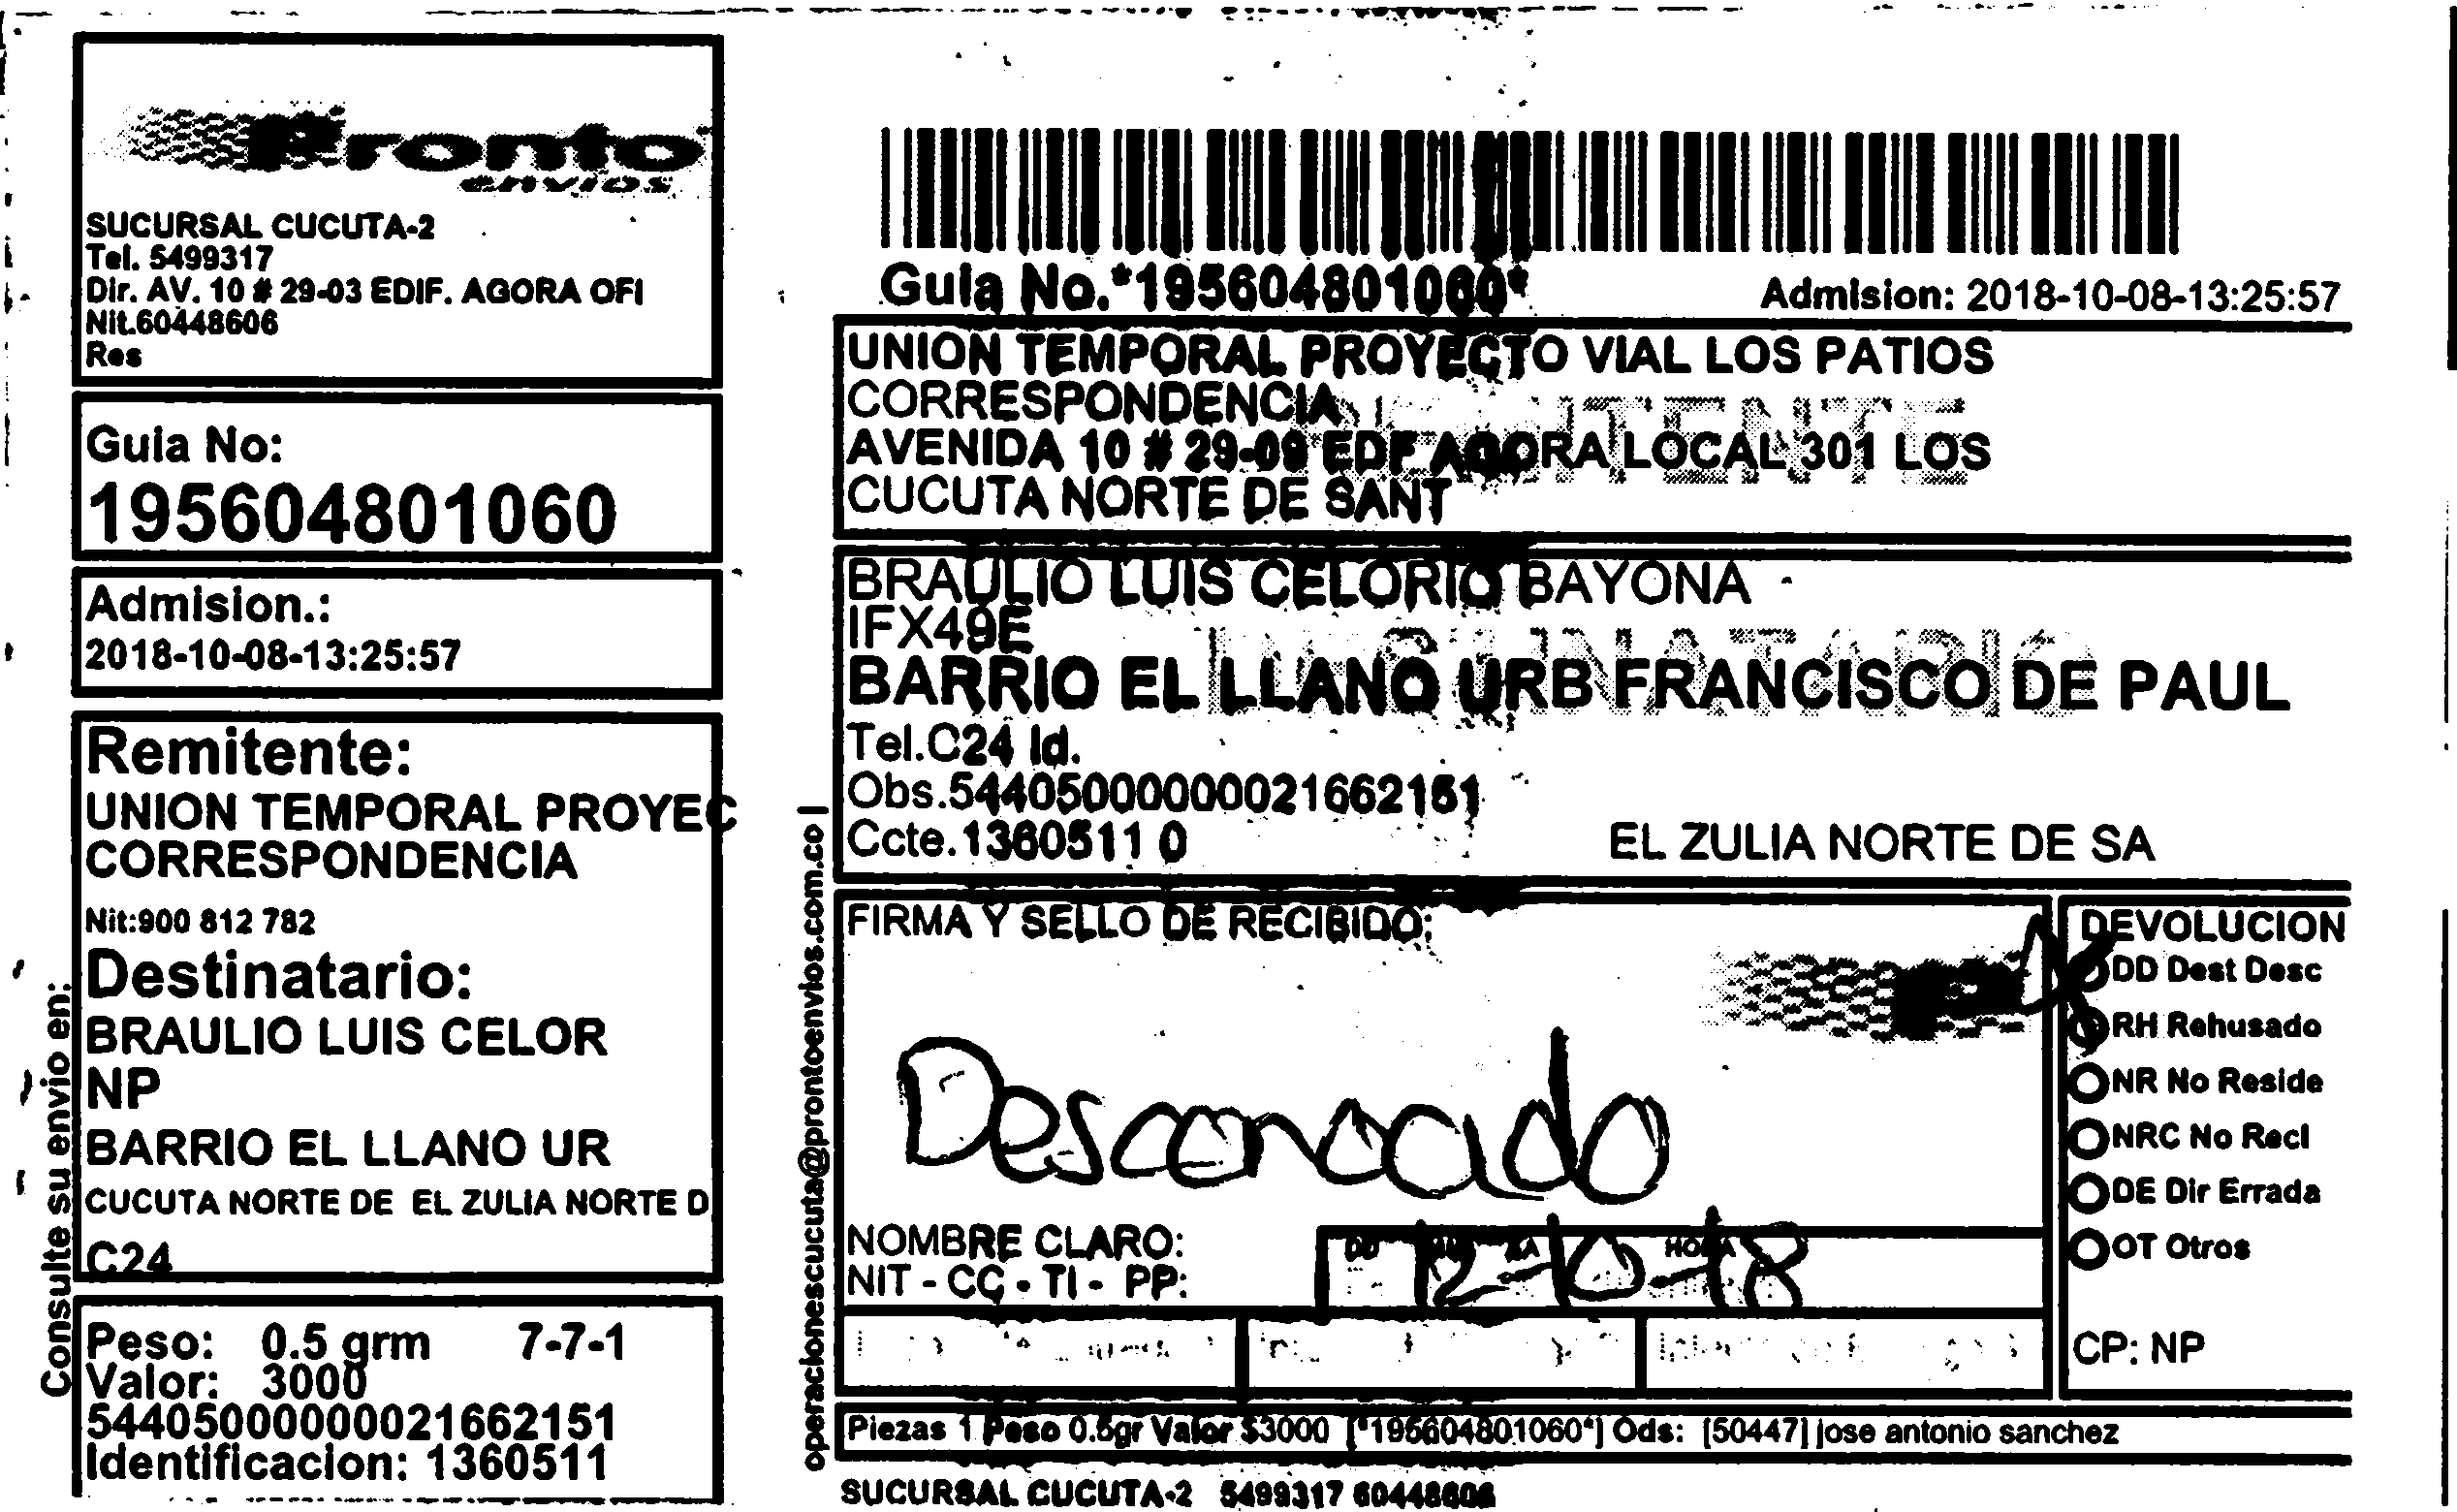 Pronto
envios
SUCURSAL CUCUTA-2
Tel. 5499317
Dir. AV. 10 # 29-03 EDIF. AGORA OFI
Nit.60448606
Res
Guia No:
195604801060
Admision.:
2018-10-08-13:25:57
Remitente:
UNION TEMPORAL PROYEC
CORRESPONDENCIA
Nit:900 812 782
Destinatario:
BRAULIO LUIS CELOR
NP
BARRIO EL LLANO UR
CUCUTA NORTE DE EL ZULIA NORTE D
C24
Peso: 0.5 grm 7-7-1
Valor: 3000
544050000000021662151
Identificacion: 1360511
Consulte su envio en:
operacionescucuta@prontoenvios.com.co |
Guia No.*195604801060*
Admision: 2018-10-08-13:25:57
UNION TEMPORAL PROYECTO VIAL LOS PATIOS
CORRESPONDENCIA
AVENIDA 10 # 29-09 EDF AGORA LOCAL 301 LOS
CUCUTA NORTE DE SANT
BRAULIO LUIS CELORIO BAYONA
IFX49E
BARRIO EL LLANO URB FRANCISCO DE PAUL
Tel.C24 Id.
Obs.544050000000021662151
Ccte.1360511 0
EL ZULIA NORTE DE SA
FIRMA Y SELLO DE RECIBIDO:
Desconocido
NOMBRE CLARO:
NIT - CC - TI - PP:
DD AA HORA
12-10-18
DEVOLUCION
DD Dest Desc
RH Rehusado
NR No Reside
NRC No Reci
DE Dir Errada
OT Otros
CP: NP
Piezas 1 Peso 0.5gr Valor $3000 [*195604801060*] Ods: [50447] jose antonio sanchez
SUCURSAL CUCUTA-2 5499317 60448606